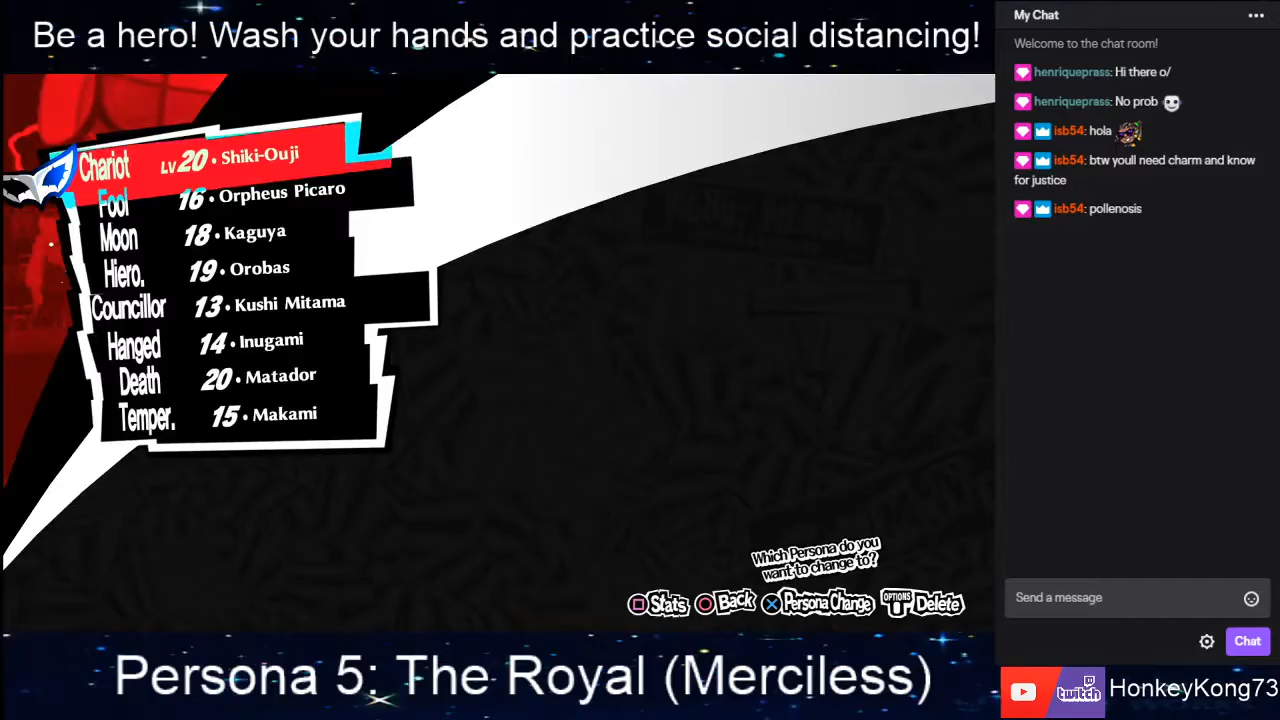 Be a hero! Wash your hands and practice social distancing!
Chariot LV20 · Shiki-Ouji
Fool 16 · Orpheus Picaro
Moon 18 · Kaguya
Hiero. 19 · Orobas
Councillor 13 · Kushi Mitama
Hanged 14 · Inugami
Death 20 · Matador
Temper. 15 · Makami
Which Persona do you
want to change to?
Stats Back Persona Change OPTIONS Delete
Persona 5: The Royal (Merciless)
My Chat
Welcome to the chat room!
henriqueprass: Hi there o/
henriqueprass: No prob
isb54: hola
isb54: btw youll need charm and know
for justice
isb54: pollenosis
Send a message
Chat
twitch HonkeyKong73